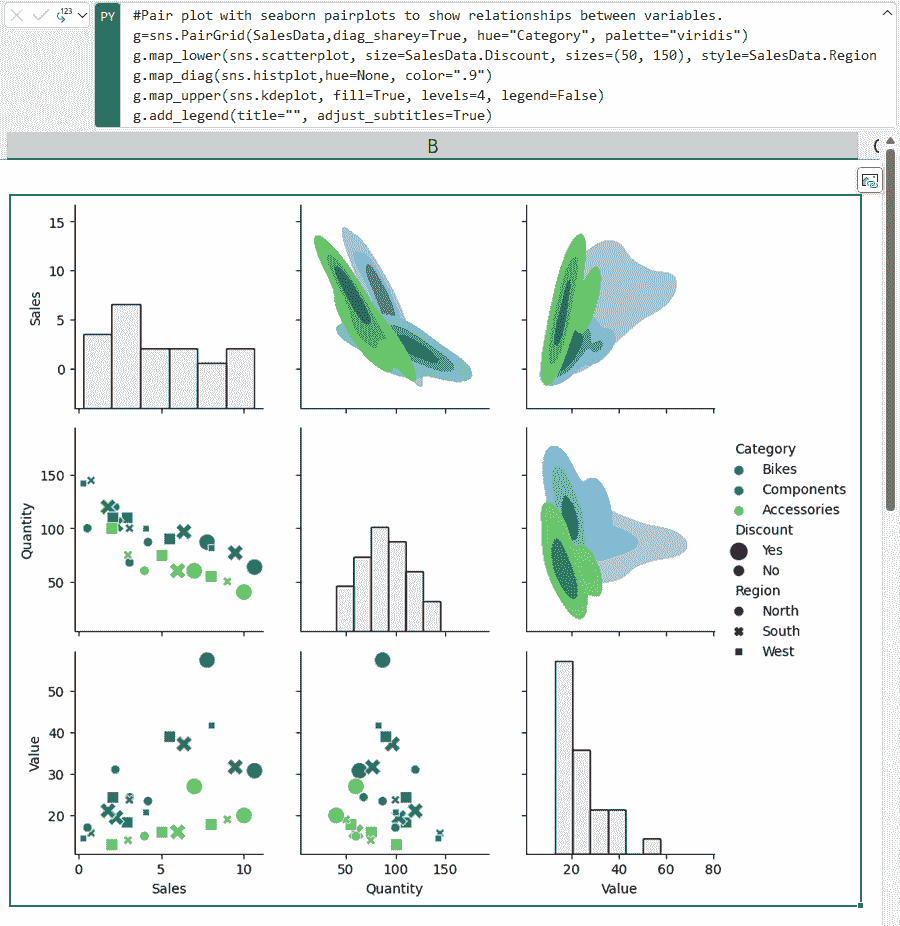 123
PY
#Pair plot with seaborn pairplots to show relationships between variables.
g=sns.PairGrid(SalesData,diag_sharey=True, hue="Category", palette="viridis")
g.map_lower(sns.scatterplot, size=SalesData.Discount, sizes=(50, 150), style=SalesData.Region
g.map_diag(sns.histplot,hue=None, color=".9")
g.map_upper(sns.kdeplot, fill=True, levels=4, legend=False)
g.add_legend(title="", adjust_subtitles=True)
B
15
10
5
0
Sales
150
100
50
Quantity
Category
Bikes
Components
Accessories
Discount
Yes
No
Region
North
South
West
50
40
30
20
Value
0 5 10
50 100 150
20 40 60 80
Sales
Quantity
Value